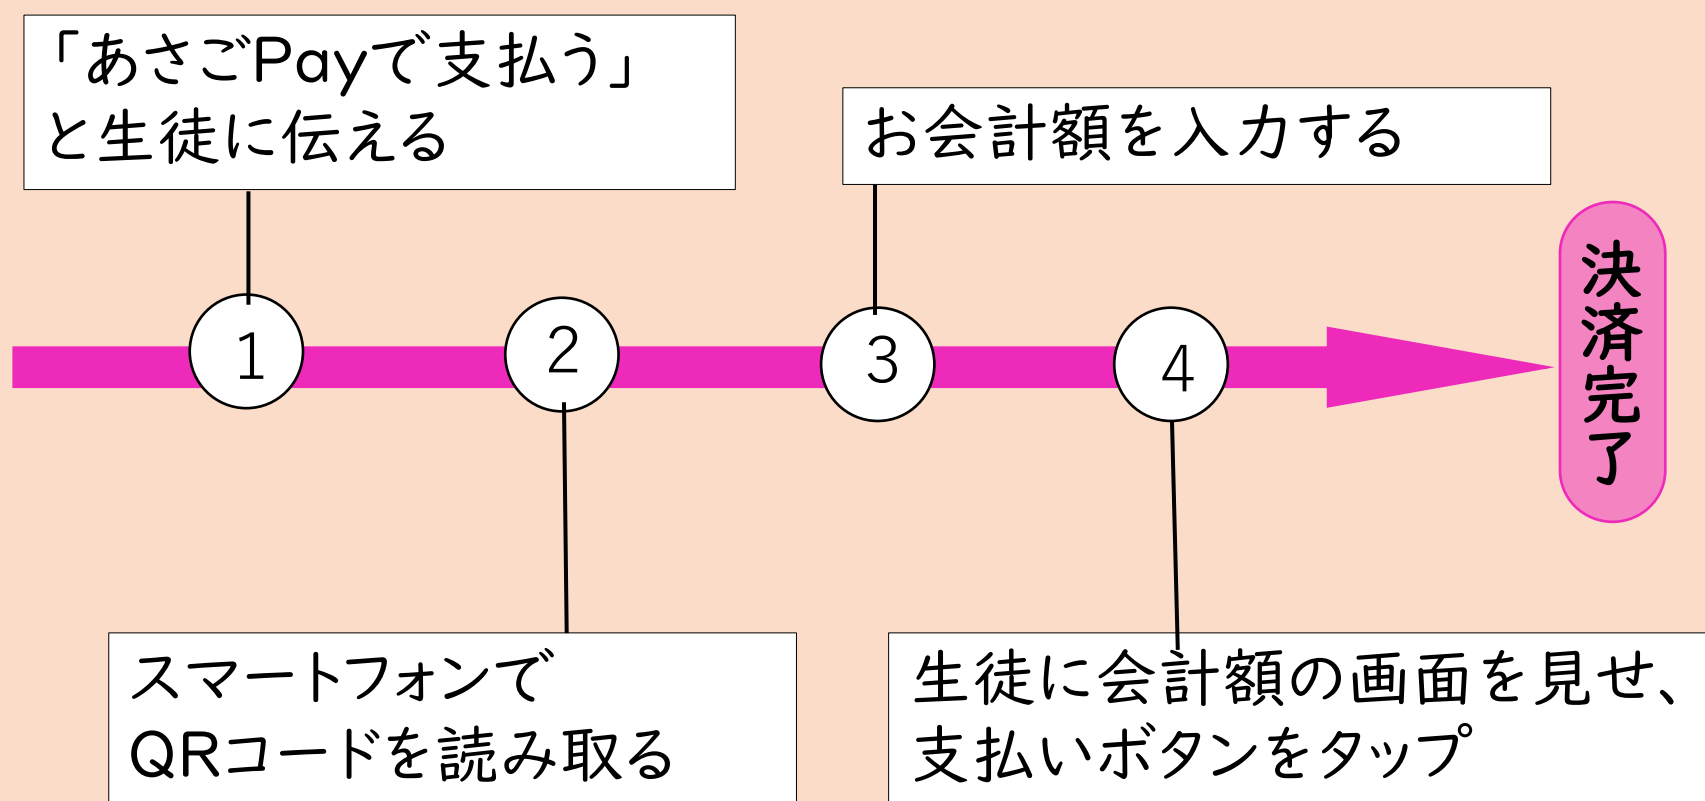 「あさごPayで支払う」
と生徒に伝える
1
スマートフォンで
QRコードを読み取る
2
お会計額を入力する
3
生徒に会計額の画面を見せ、
支払いボタンをタップ
4
決済完了